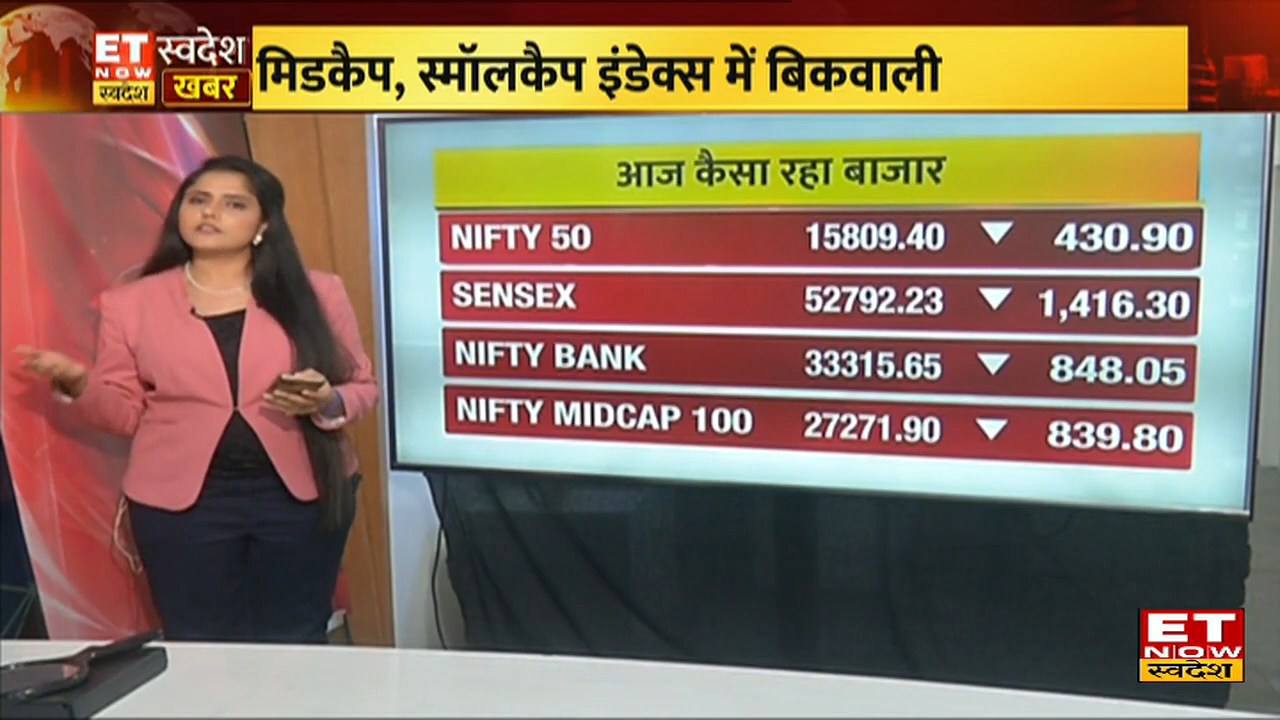 ET NOW स्वदेश
स्वदेश खबर
मिडकैप, स्मॉलकैप इंडेक्स में बिकवाली
आज कैसा रहा बाजार
NIFTY 50 15809.40 ▼ 430.90
SENSEX 52792.23 ▼ 1,416.30
NIFTY BANK 33315.65 ▼ 848.05
NIFTY MIDCAP 100 27271.90 ▼ 839.80
ET NOW स्वदेश